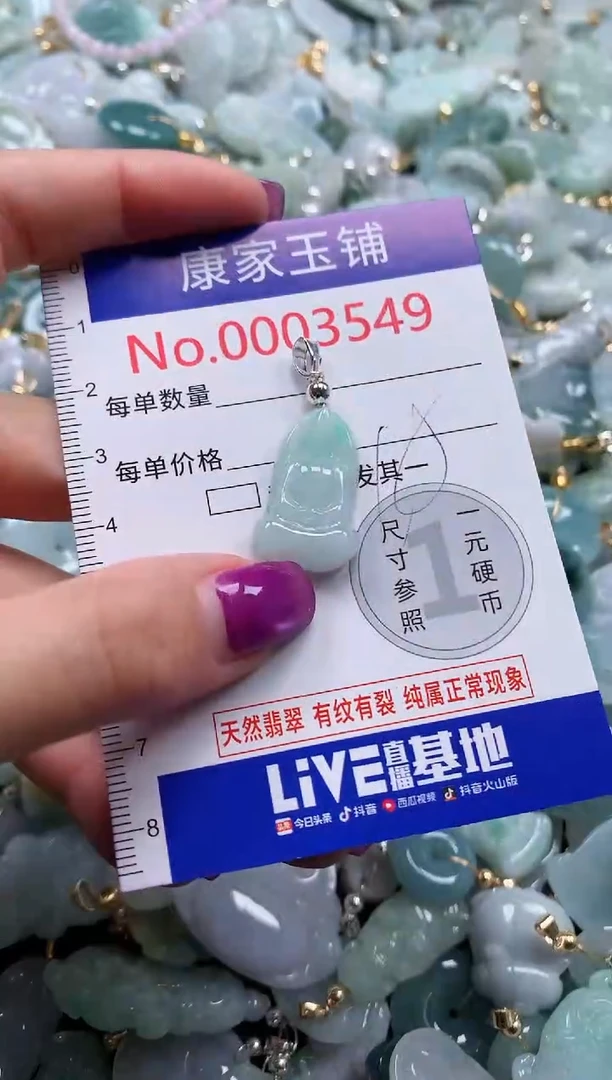 康家玉铺
No.0003549
0
1
2
3
4
7
8
每单数量
每单价格
发其一
1
尺寸参照
一元硬币
天然翡翠 有纹有裂 纯属正常现象
LiVE直播基地
头条 今日头条 抖音 西瓜视频 抖音火山版